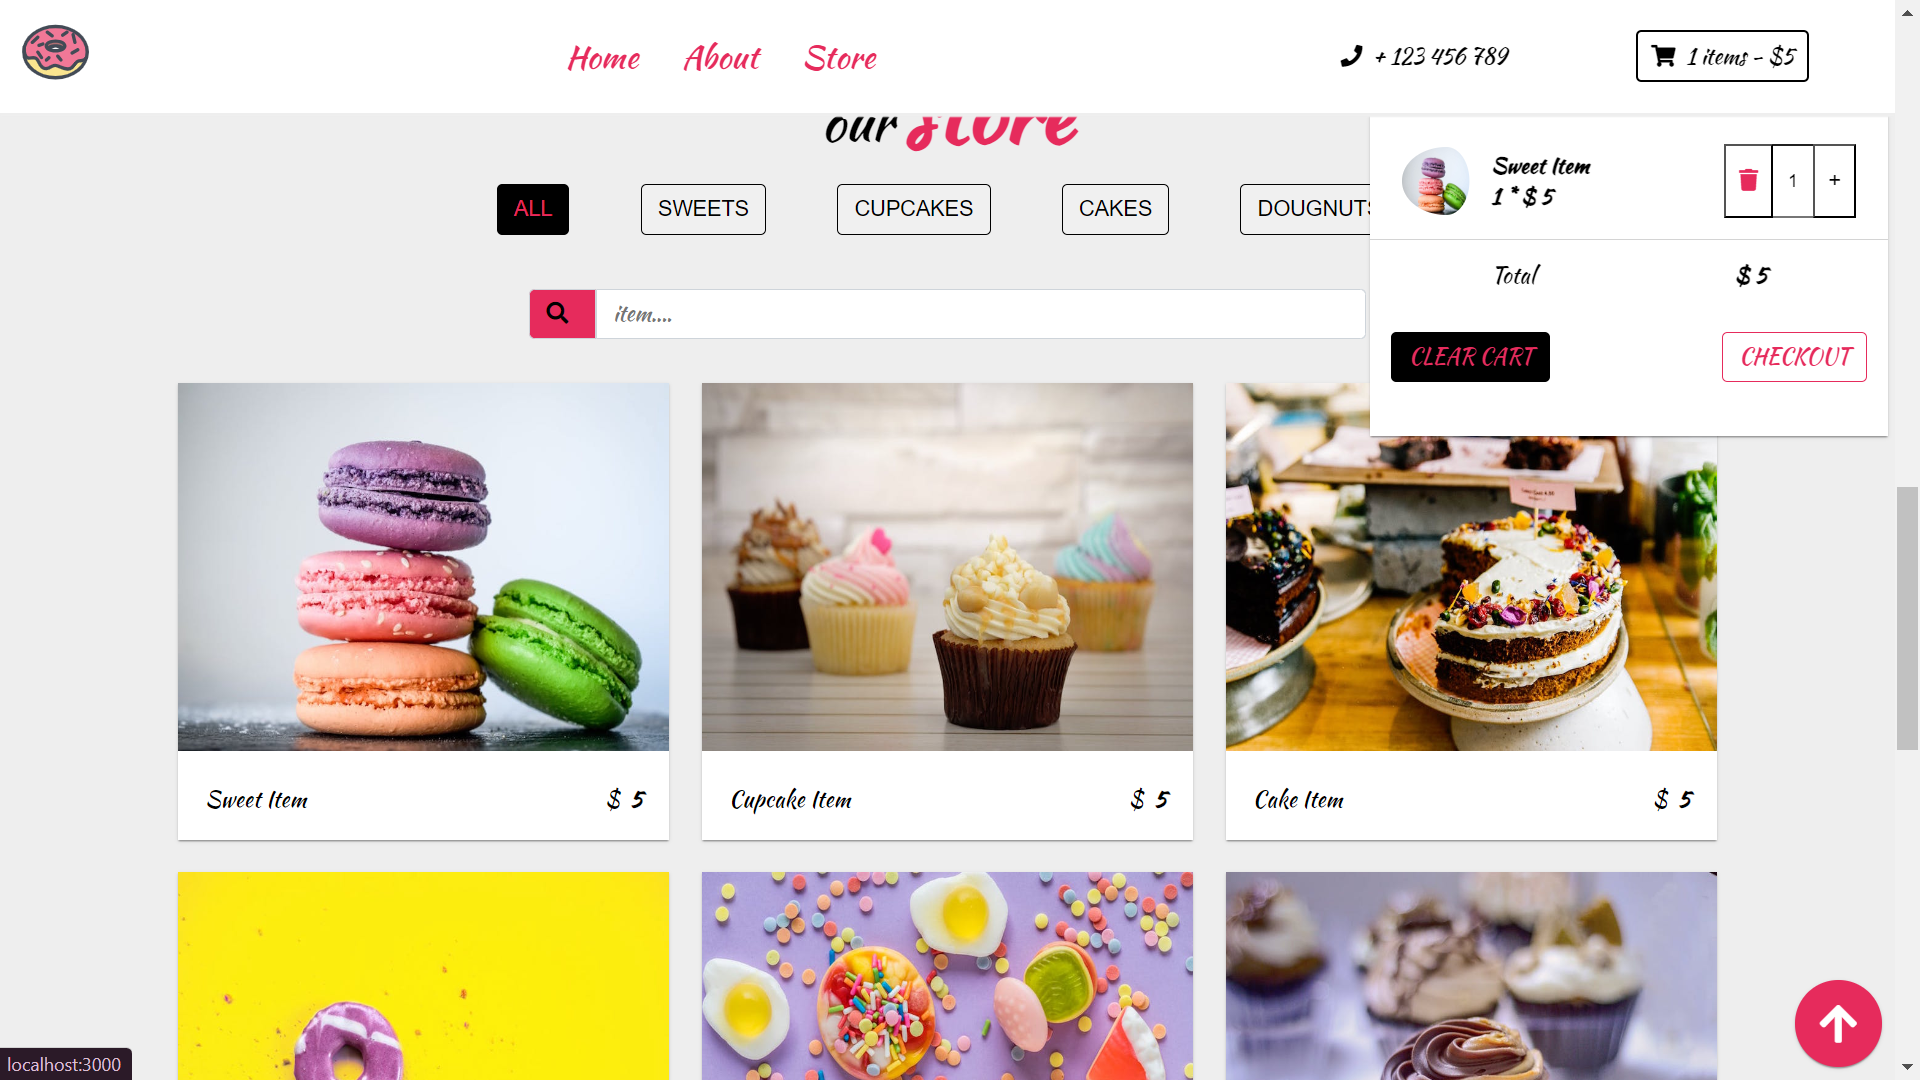 Home About Store
+ 123 456 789
1 items - $5
our store
ALL SWEETS CUPCAKES CAKES DOUGNUTS
item....
Sweet Item
1 * $ 5
1 +
Total $ 5
CLEAR CART CHECKOUT
Sweet Item $ 5
Cupcake Item $ 5
Cake Item $ 5
localhost:3000